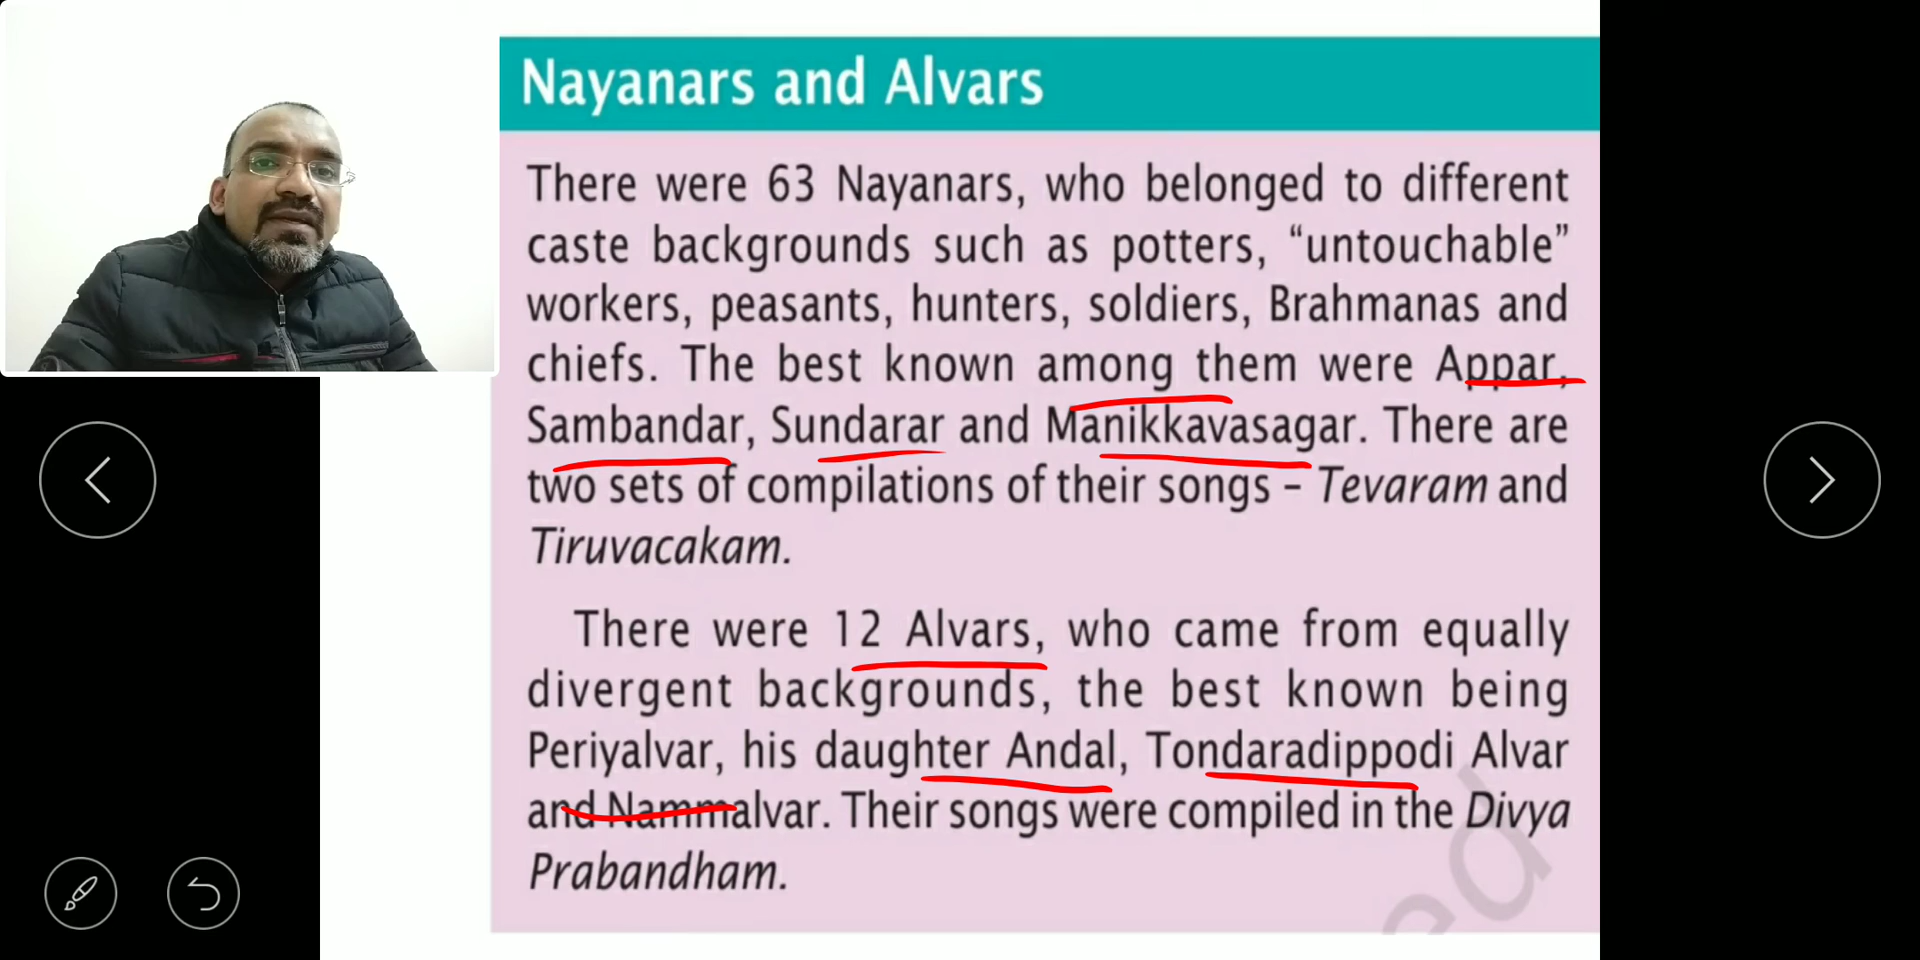 Nayanars and Alvars
There were 63 Nayanars, who belonged to different
caste backgrounds such as potters, “untouchable”
workers, peasants, hunters, soldiers, Brahmanas and
chiefs. The best known among them were Appar,
Sambandar, Sundarar and Manikkavasagar. There are
two sets of compilations of their songs – Tevaram and
Tiruvacakam.
There were 12 Alvars, who came from equally
divergent backgrounds, the best known being
Periyalvar, his daughter Andal, Tondaradippodi Alvar
and Nammalvar. Their songs were compiled in the Divya
Prabandham.
ed